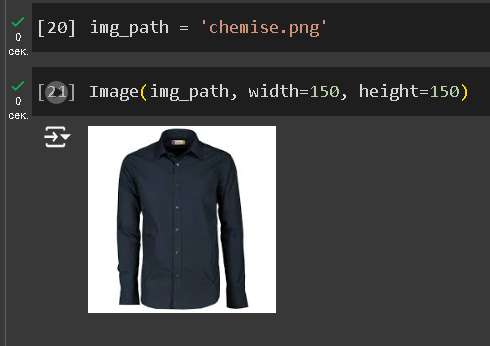 [20] img_path = 'chemise.png'
0
сек.
[21] Image(img_path, width=150, height=150)
0
сек.